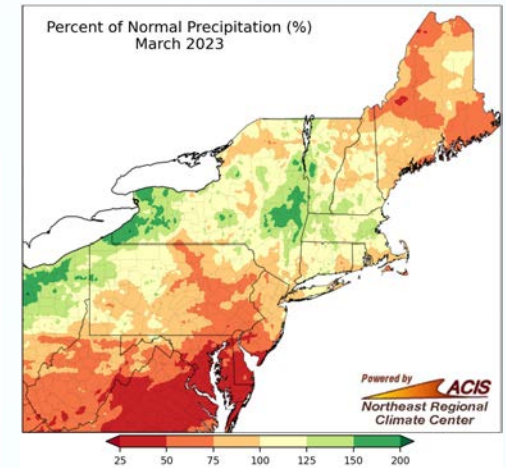 Percent of Normal Precipitation (%)
March 2023
Powered by
ACIS
Northeast Regional
Climate Center
25 50 75 100 125 150 200